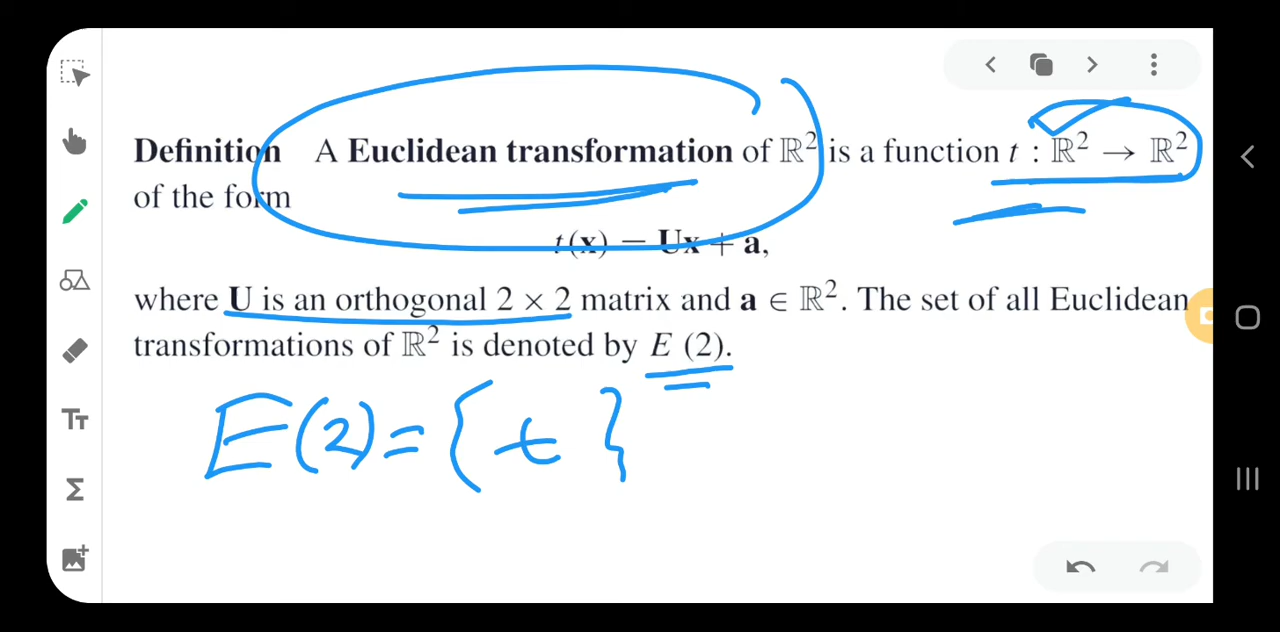 Definition A Euclidean transformation of ℝ² is a function t : ℝ² → ℝ²
of the form
t(x) = Ux + a,
where U is an orthogonal 2 × 2 matrix and a ∈ ℝ². The set of all Euclidean
transformations of ℝ² is denoted by E (2).
E(2) = { t }
Tт
Σ